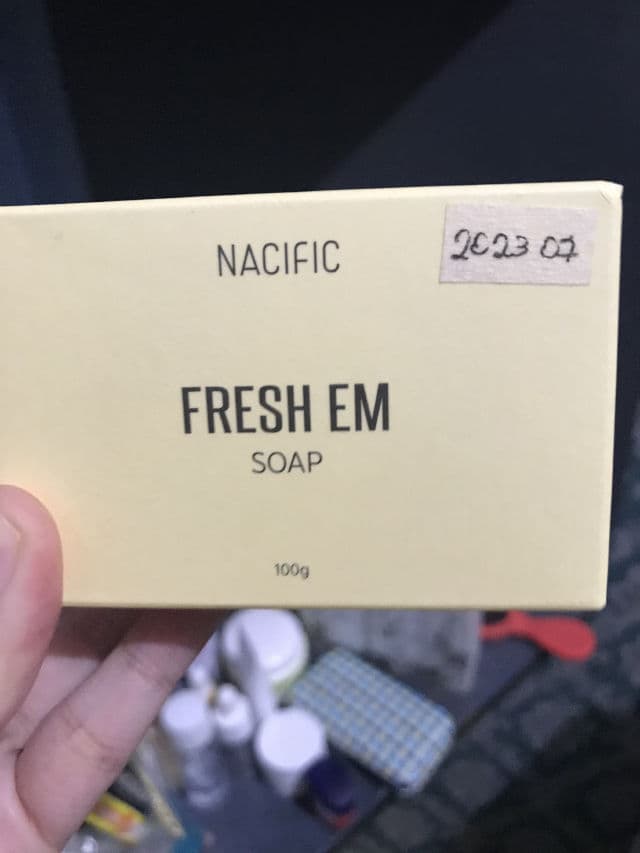 NACIFIC
2023 07
FRESH EM
SOAP
100g